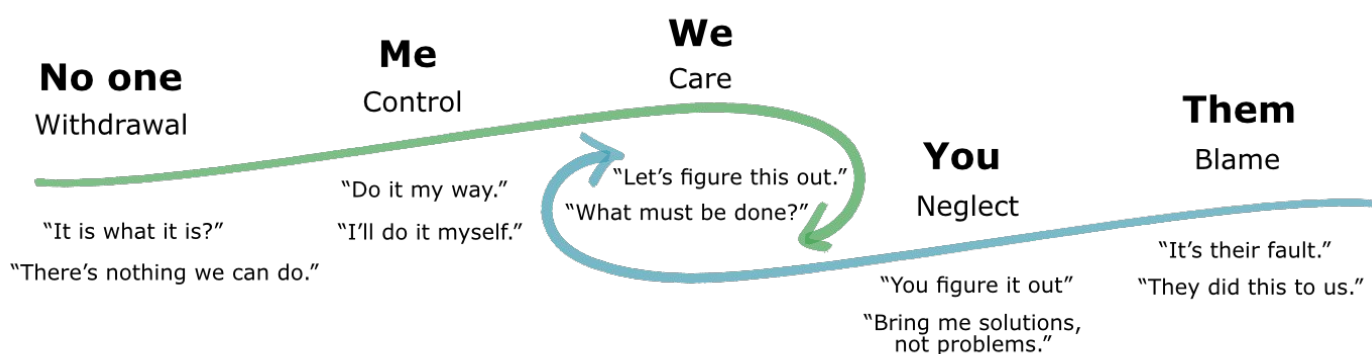 No one
Withdrawal
“It is what it is?”
“There’s nothing we can do.”
Me
Control
“Do it my way.”
“I’ll do it myself.”
We
Care
“Let’s figure this out.”
“What must be done?”
You
Neglect
“You figure it out”
“Bring me solutions,
not problems.”
Them
Blame
“It’s their fault.”
“They did this to us.”